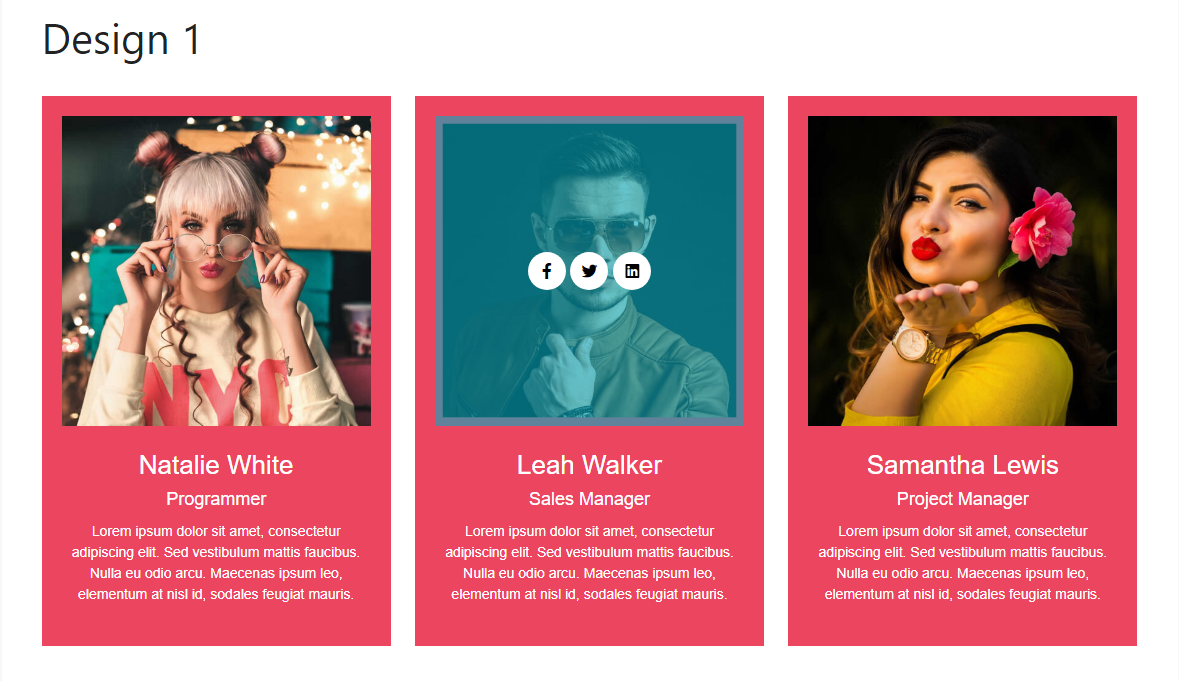 Design 1
NYC
Natalie White
Programmer
Lorem ipsum dolor sit amet, consectetur
adipiscing elit. Sed vestibulum mattis faucibus.
Nulla eu odio arcu. Maecenas ipsum leo,
elementum at nisl id, sodales feugiat mauris.
Leah Walker
Sales Manager
Lorem ipsum dolor sit amet, consectetur
adipiscing elit. Sed vestibulum mattis faucibus.
Nulla eu odio arcu. Maecenas ipsum leo,
elementum at nisl id, sodales feugiat mauris.
Samantha Lewis
Project Manager
Lorem ipsum dolor sit amet, consectetur
adipiscing elit. Sed vestibulum mattis faucibus.
Nulla eu odio arcu. Maecenas ipsum leo,
elementum at nisl id, sodales feugiat mauris.